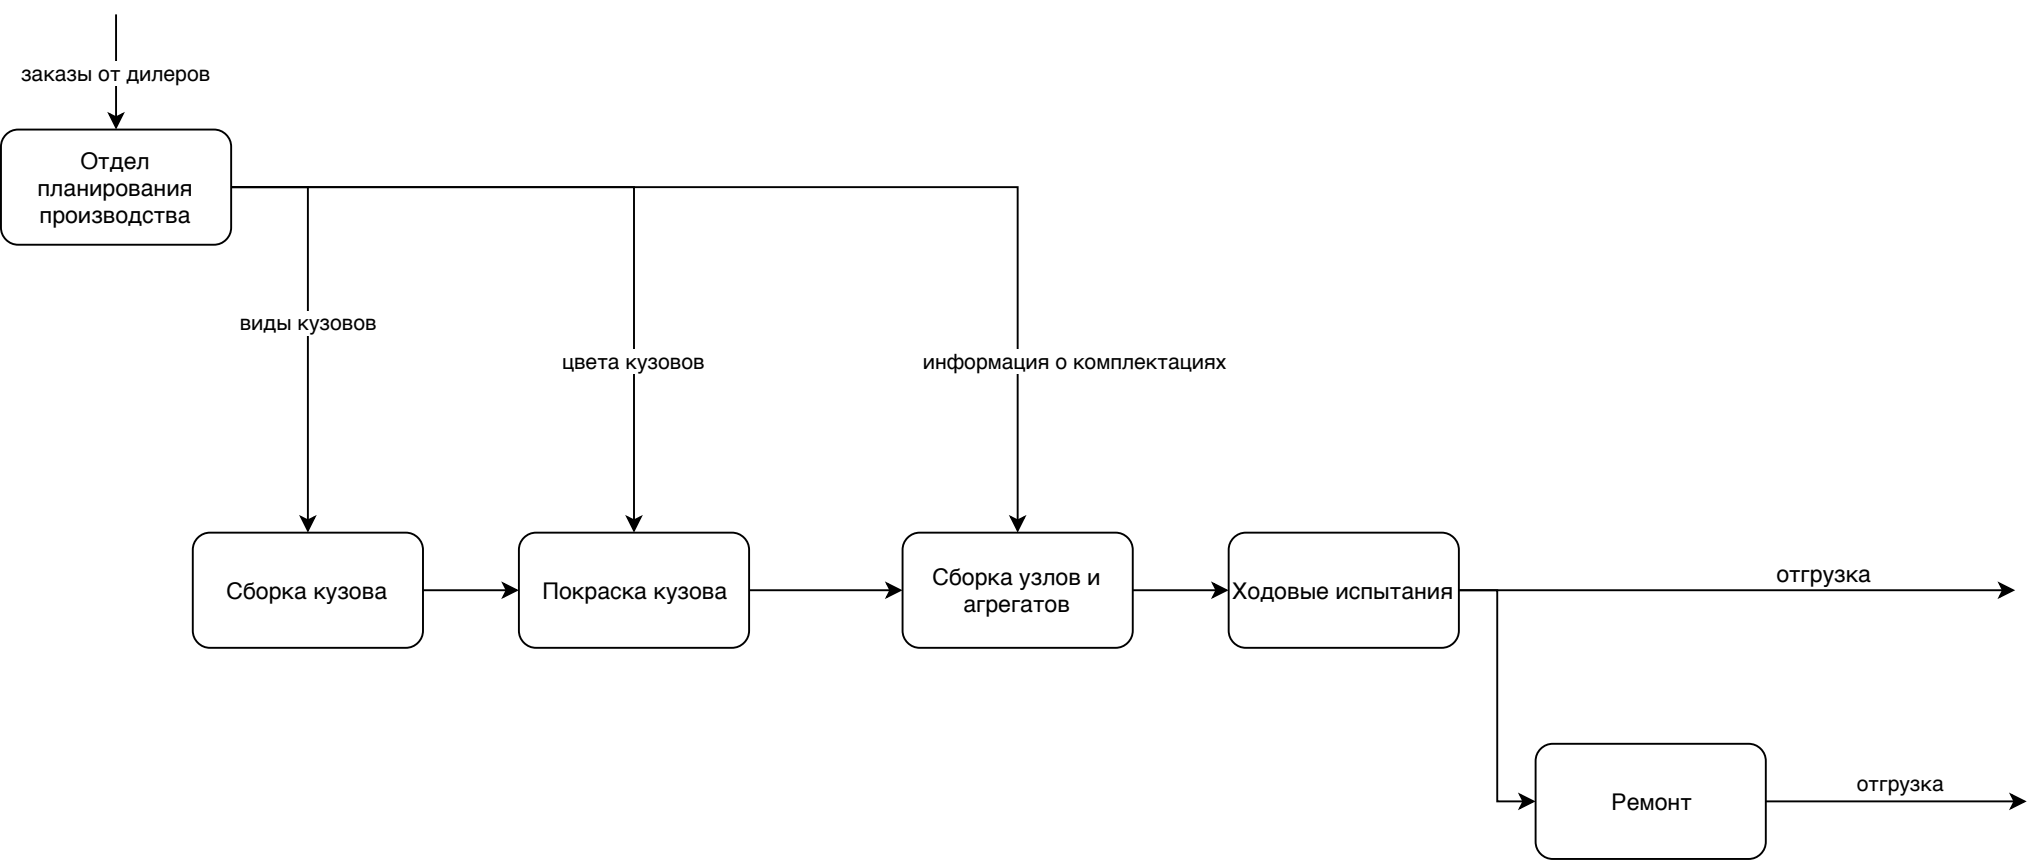 заказы от дилеров
Отдел
планирования
производства
виды кузовов
цвета кузовов
информация о комплектациях
Сборка кузова
Покраска кузова
Сборка узлов и
агрегатов
Ходовые испытания
отгрузка
Ремонт
отгрузка